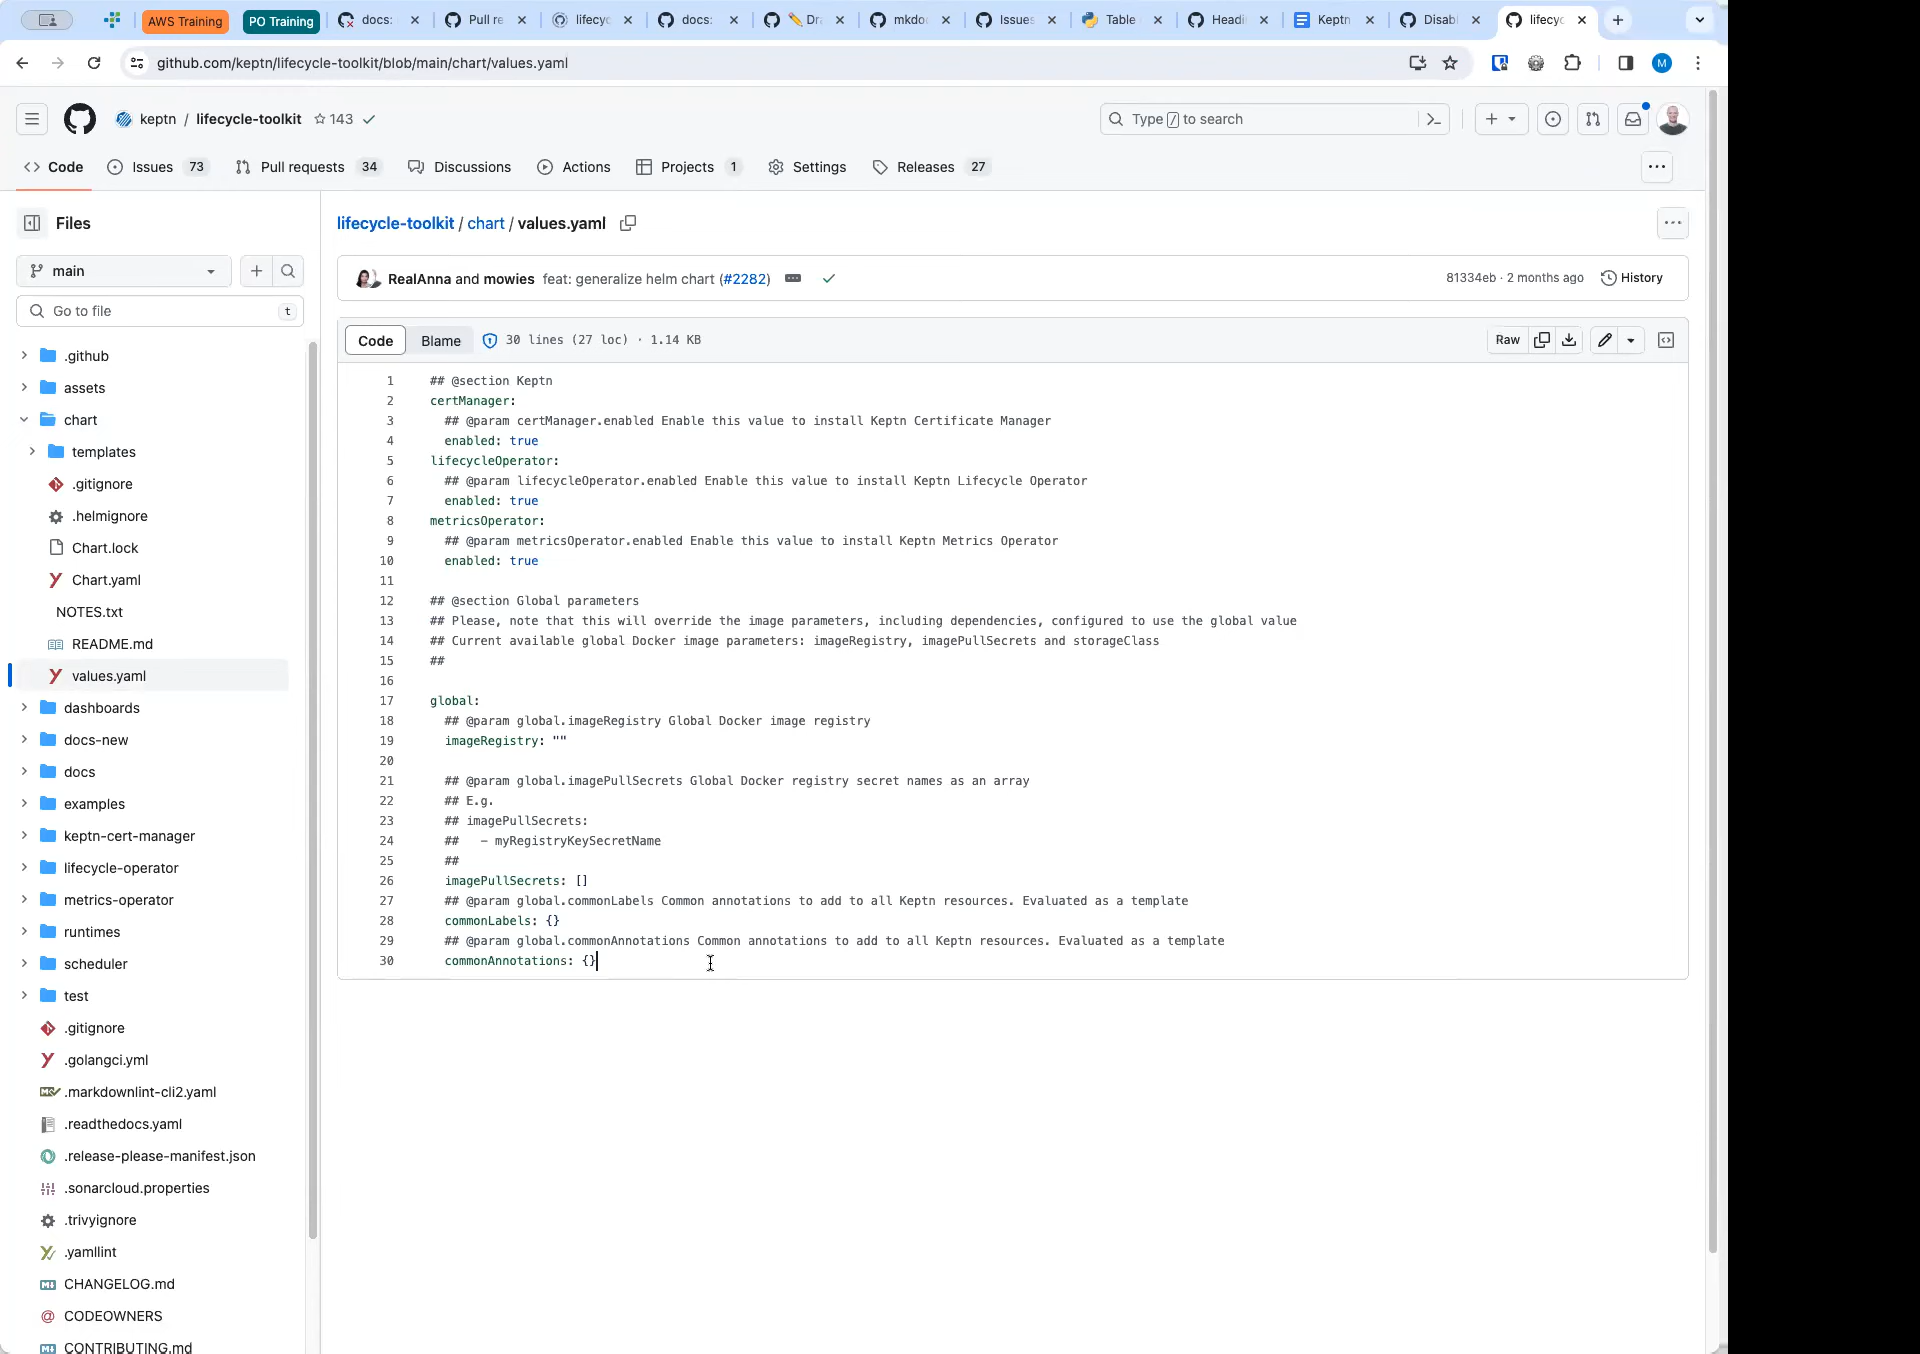 AWS Training
PO Training
docs:
Pull re
lifecy
docs:
✏️ Dra
mkdo
Issues
Table
Headi
Keptn
Disabl
lifecyc
github.com/keptn/lifecycle-toolkit/blob/main/chart/values.yaml
M
keptn / lifecycle-toolkit 143
Type / to search
Code
Issues 73
Pull requests 34
Discussions
Actions
Projects 1
Settings
Releases 27
Files
main
Go to file t
.github
assets
chart
templates
.gitignore
.helmignore
Chart.lock
Chart.yaml
NOTES.txt
README.md
values.yaml
dashboards
docs-new
docs
examples
keptn-cert-manager
lifecycle-operator
metrics-operator
runtimes
scheduler
test
.gitignore
.golangci.yml
.markdownlint-cli2.yaml
.readthedocs.yaml
.release-please-manifest.json
.sonarcloud.properties
.trivyignore
.yamllint
CHANGELOG.md
CODEOWNERS
CONTRIBUTING.md
lifecycle-toolkit / chart / values.yaml
RealAnna and mowies feat: generalize helm chart (#2282)
81334eb · 2 months ago History
Code Blame 30 lines (27 loc) · 1.14 KB
Raw
1 ## @section Keptn
2 certManager:
3   ## @param certManager.enabled Enable this value to install Keptn Certificate Manager
4   enabled: true
5 lifecycleOperator:
6   ## @param lifecycleOperator.enabled Enable this value to install Keptn Lifecycle Operator
7   enabled: true
8 metricsOperator:
9   ## @param metricsOperator.enabled Enable this value to install Keptn Metrics Operator
10   enabled: true
11
12 ## @section Global parameters
13 ## Please, note that this will override the image parameters, including dependencies, configured to use the global value
14 ## Current available global Docker image parameters: imageRegistry, imagePullSecrets and storageClass
15 ##
16
17 global:
18   ## @param global.imageRegistry Global Docker image registry
19   imageRegistry: ""
20
21   ## @param global.imagePullSecrets Global Docker registry secret names as an array
22   ## E.g.
23   ## imagePullSecrets:
24   ##   - myRegistryKeySecretName
25   ##
26   imagePullSecrets: []
27   ## @param global.commonLabels Common annotations to add to all Keptn resources. Evaluated as a template
28   commonLabels: {}
29   ## @param global.commonAnnotations Common annotations to add to all Keptn resources. Evaluated as a template
30   commonAnnotations: {}